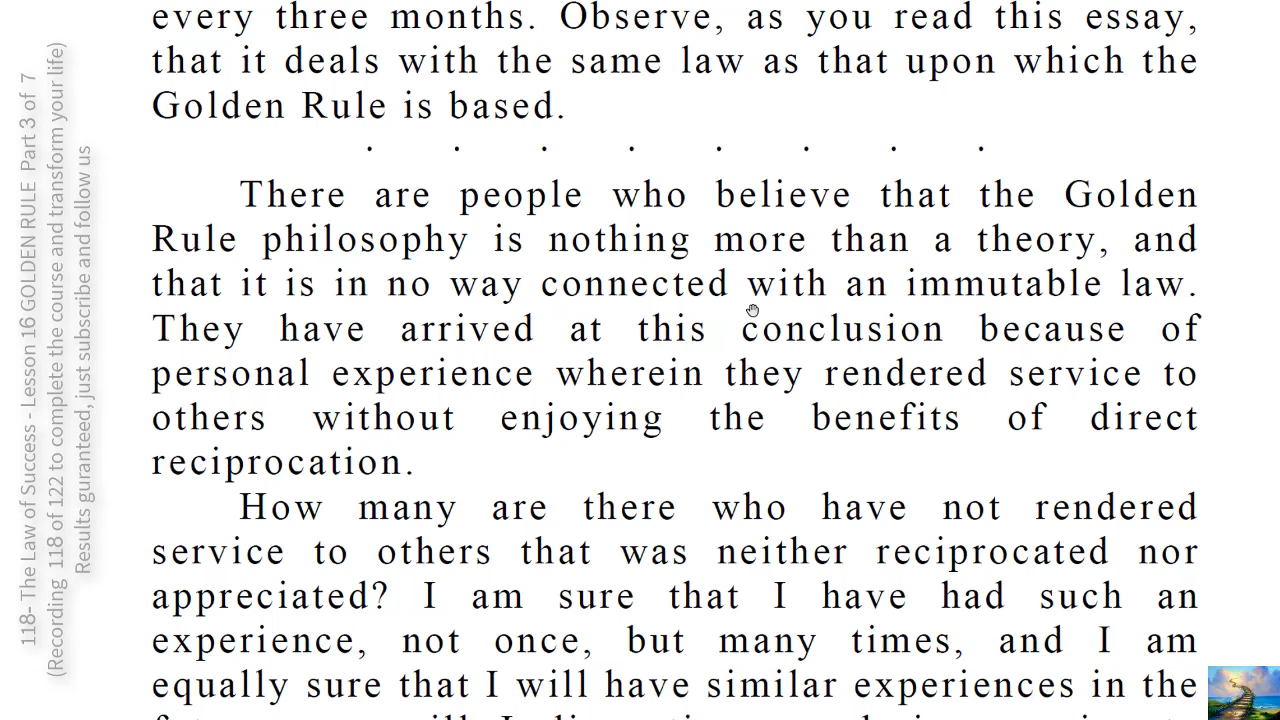 every three months. Observe, as you read this essay,
that it deals with the same law as that upon which the
Golden Rule is based.
. . . . . . . .
There are people who believe that the Golden
Rule philosophy is nothing more than a theory, and
that it is in no way connected with an immutable law.
They have arrived at this conclusion because of
personal experience wherein they rendered service to
others without enjoying the benefits of direct
reciprocation.
How many are there who have not rendered
service to others that was neither reciprocated nor
appreciated? I am sure that I have had such an
experience, not once, but many times, and I am
equally sure that I will have similar experiences in the
118- The Law of Success - Lesson 16 GOLDEN RULE Part 3 of 7
(Recording 118 of 122 to complete the course and transform your life)
Results guranteed, just subscribe and follow us